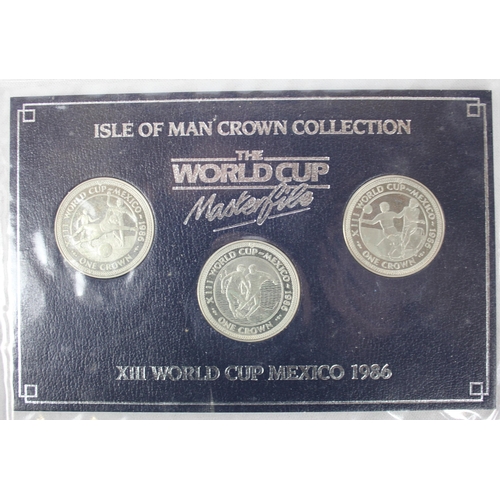 ISLE OF MAN CROWN COLLECTION
THE
WORLD CUP
Masterfile
XIII WORLD CUP-MEXICO-1986
ONE CROWN
XIII WORLD CUP-MEXICO-1986
ONE CROWN
XIII WORLD CUP-MEXICO-1986
ONE CROWN
XIII WORLD CUP MEXICO 1986